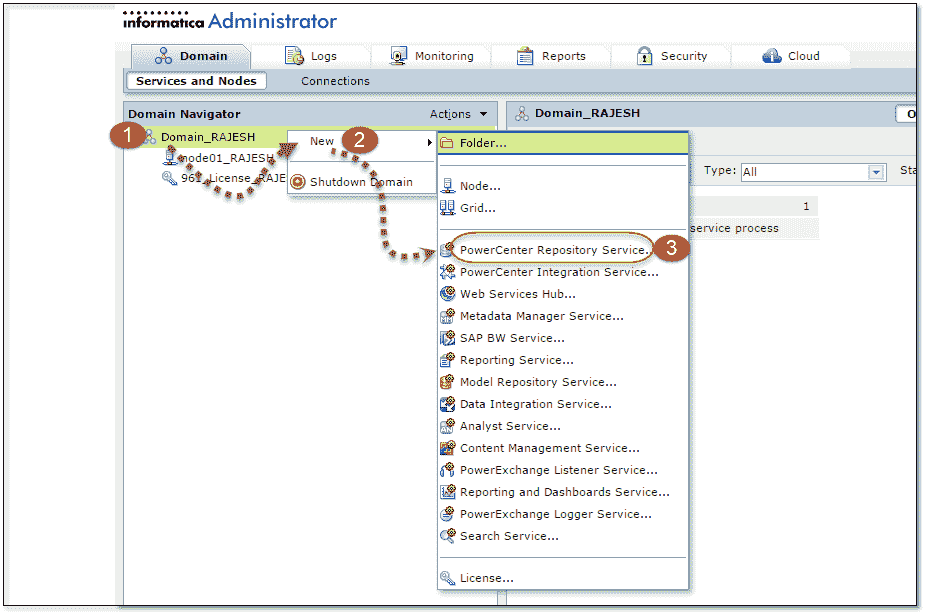 informatica Administrator
Domain Logs Monitoring Reports Security Cloud
Services and Nodes Connections
Domain Navigator Actions Domain_RAJESH O
1 Domain_RAJESH New 2 Folder...
node01_RAJESH
961_License_RAJE Shutdown Domain Type: All Sta
Node...
Grid... 1
service process
PowerCenter Repository Service... 3
PowerCenter Integration Service...
Web Services Hub...
Metadata Manager Service...
SAP BW Service...
Reporting Service...
Model Repository Service...
Data Integration Service...
Analyst Service...
Content Management Service...
PowerExchange Listener Service...
Reporting and Dashboards Service...
PowerExchange Logger Service...
Search Service...
License...